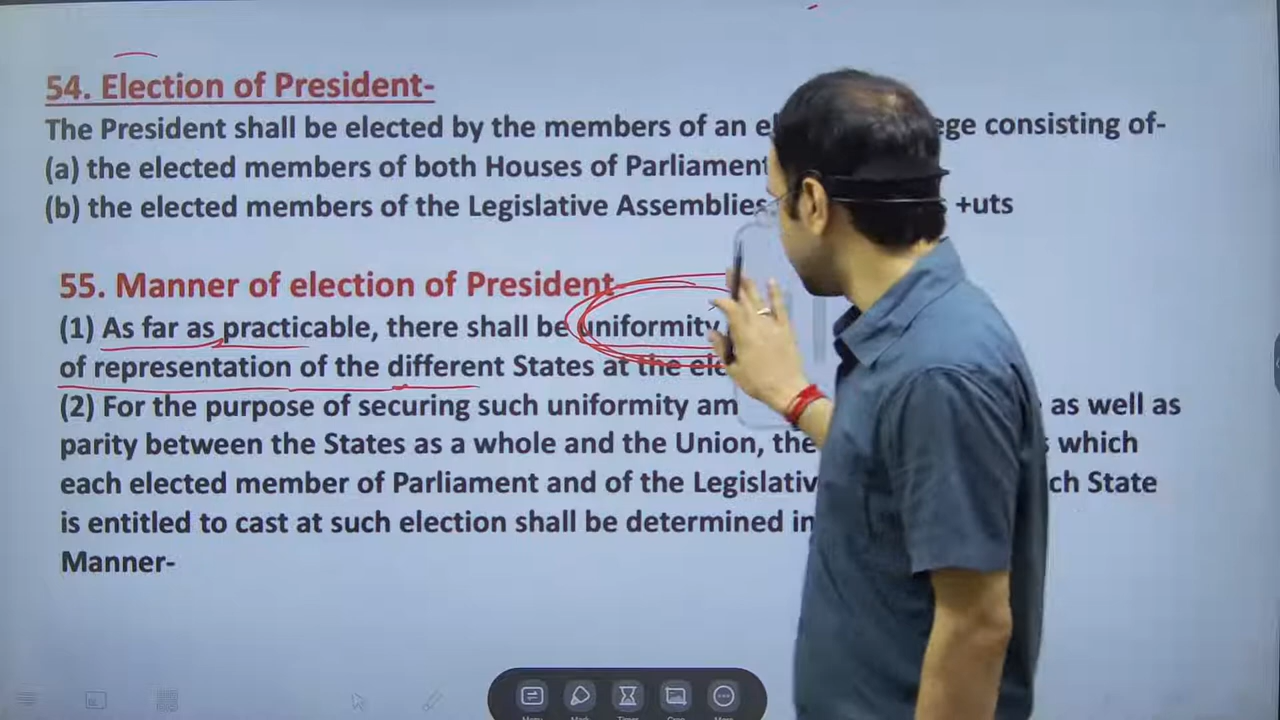 54. Election of President-
The President shall be elected by the members of an ege consisting of-
(a) the elected members of both Houses of Parliament
(b) the elected members of the Legislative Assemblies +uts
55. Manner of election of President
(1) As far as practicable, there shall be uniformity
of representation of the different States at the
(2) For the purpose of securing such uniformity as well as
parity between the States as a whole and the Union, the which
each elected member of Parliament and of the State
is entitled to cast at such election shall be determined in
Manner-